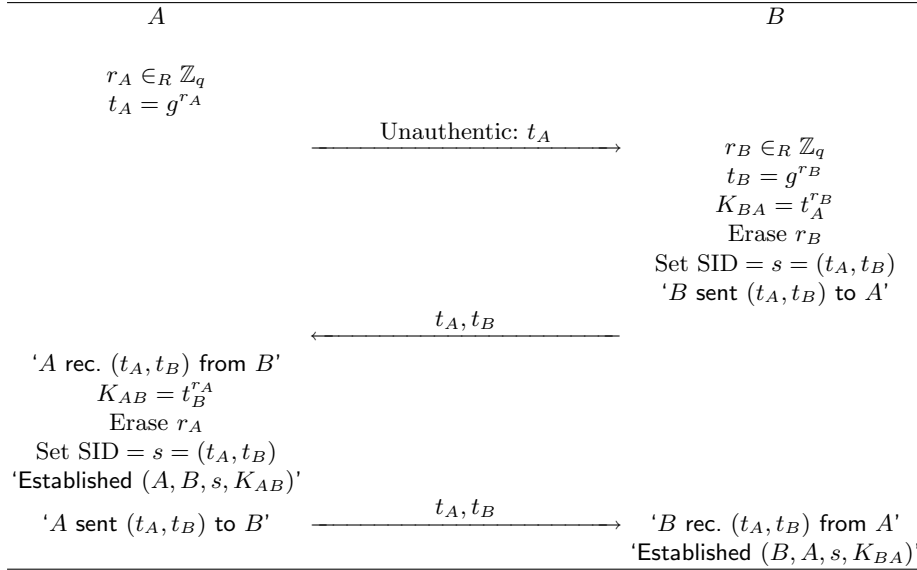 A B
r_A ∈_R ℤ_q
t_A = g^{r_A}
Unauthentic: t_A
r_B ∈_R ℤ_q
t_B = g^{r_B}
K_{BA} = t_A^{r_B}
Erase r_B
Set SID = s = (t_A, t_B)
‘B sent (t_A, t_B) to A’
t_A, t_B
‘A rec. (t_A, t_B) from B’
K_{AB} = t_B^{r_A}
Erase r_A
Set SID = s = (t_A, t_B)
‘Established (A, B, s, K_{AB})’
‘A sent (t_A, t_B) to B’ t_A, t_B ‘B rec. (t_A, t_B) from A’
‘Established (B, A, s, K_{BA})’